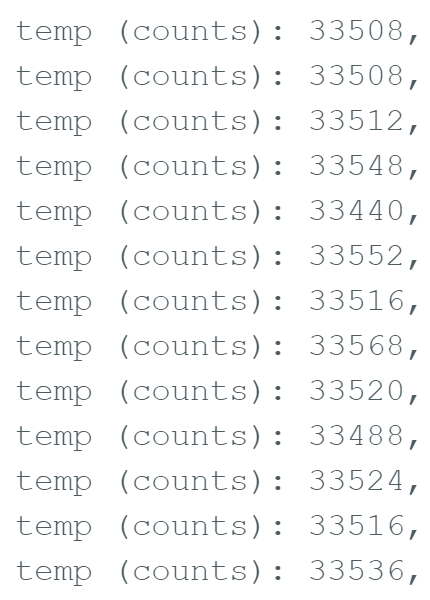 temp (counts): 33508,
temp (counts): 33508,
temp (counts): 33512,
temp (counts): 33548,
temp (counts): 33440,
temp (counts): 33552,
temp (counts): 33516,
temp (counts): 33568,
temp (counts): 33520,
temp (counts): 33488,
temp (counts): 33524,
temp (counts): 33516,
temp (counts): 33536,